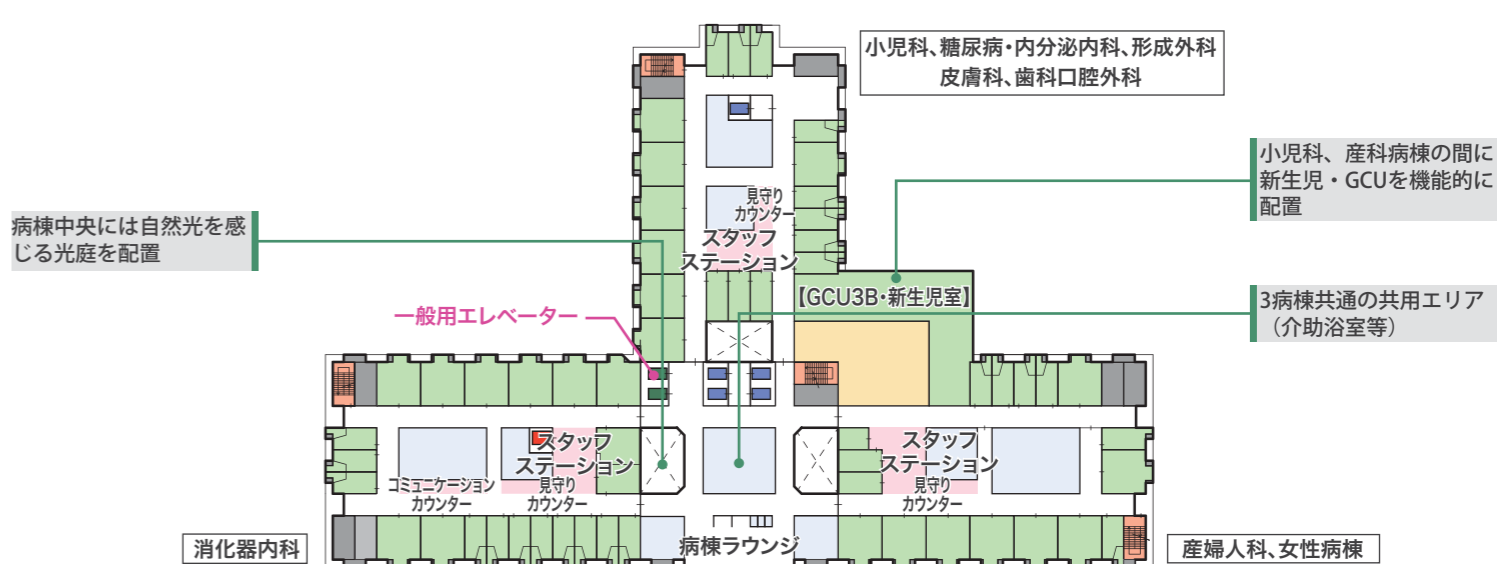 小児科、糖尿病・内分泌内科、形成外科
皮膚科、歯科口腔外科
小児科、産科病棟の間に
新生児・GCUを機能的に
配置
見守り
カウンター
スタッフ
ステーション
病棟中央には自然光を感
じる光庭を配置
【GCU3B・新生児室】
3病棟共通の共用エリア
（介助浴室等）
一般用エレベーター
スタッフ
ステーション
コミュニケーション
カウンター
見守り
カウンター
スタッフ
ステーション
見守り
カウンター
消化器内科
病棟ラウンジ
産婦人科、女性病棟